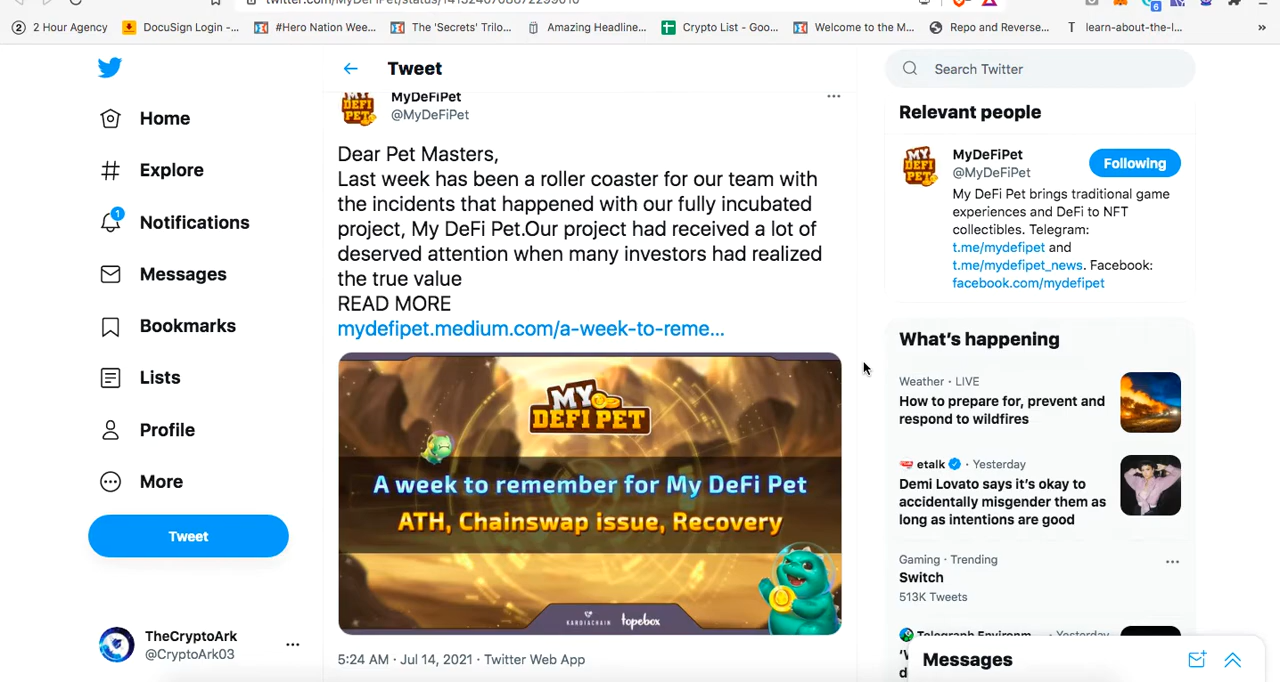 2 Hour Agency
DocuSign Login -...
#Hero Nation Wee...
The 'Secrets' Trilo...
Amazing Headline...
Crypto List - Goo...
Welcome to the M...
Repo and Reverse...
learn-about-the-l...
»
Home
Explore
1
Notifications
Messages
Bookmarks
Lists
Profile
More
Tweet
TheCryptoArk
@CryptoArk03
Tweet
MyDeFiPet
@MyDeFiPet
Dear Pet Masters,
Last week has been a roller coaster for our team with
the incidents that happened with our fully incubated
project, My DeFi Pet.Our project had received a lot of
deserved attention when many investors had realized
the true value
READ MORE
mydefipet.medium.com/a-week-to-reme...
MY
DEFI PET
A week to remember for My DeFi Pet
ATH, Chainswap issue, Recovery
KARDIACHAIN topebox
5:24 AM · Jul 14, 2021 · Twitter Web App
Search Twitter
Relevant people
MY
DEFI
PET
MyDeFiPet
@MyDeFiPet
Following
My DeFi Pet brings traditional game
experiences and DeFi to NFT
collectibles. Telegram:
t.me/mydefipet and
t.me/mydefipet_news. Facebook:
facebook.com/mydefipet
What's happening
Weather · LIVE
How to prepare for, prevent and
respond to wildfires
etalk · Yesterday
Demi Lovato says it's okay to
accidentally misgender them as
long as intentions are good
Gaming · Trending
Switch
513K Tweets
Telegraph Environm... · Yesterday
Messages